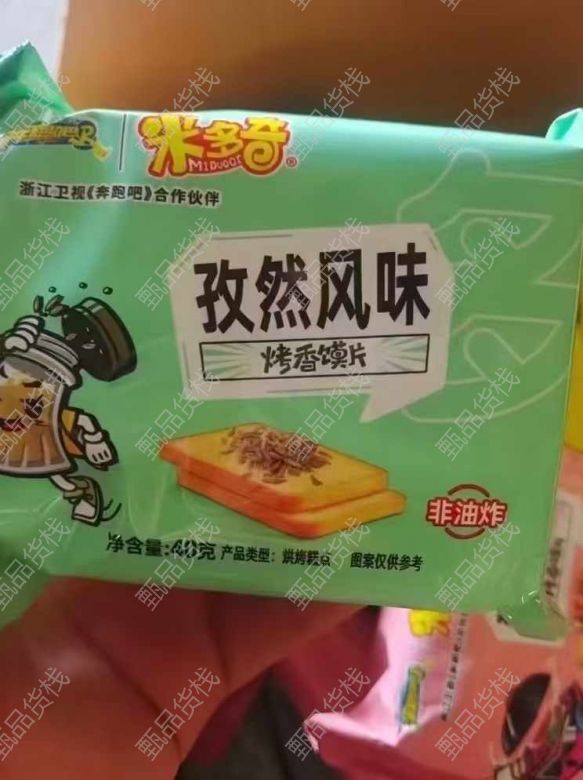 米多奇®
MIDUOQI
浙江卫视《奔跑吧》合作伙伴
孜然风味
烤香馍片
非油炸
净含量:40克 产品类型：烘烤糕点 图案仅供参考
甄品货栈